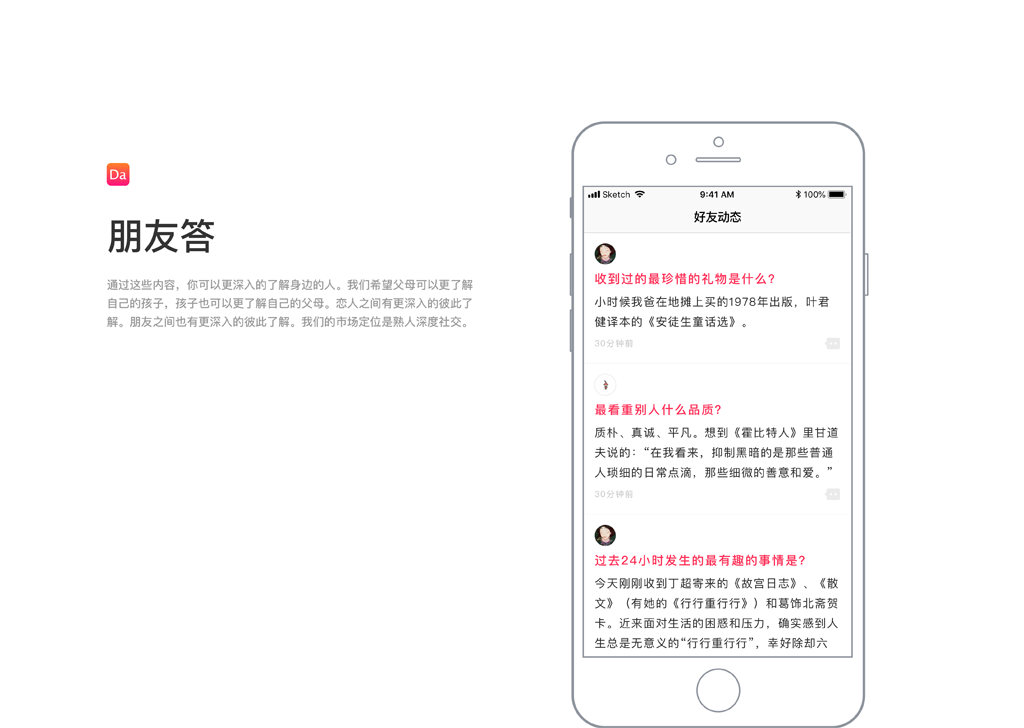 Da
朋友答
通过这些内容，你可以更深入的了解身边的人。我们希望父母可以更了解
自己的孩子，孩子也可以更了解自己的父母。恋人之间有更深入的彼此了
解。朋友之间也有更深入的彼此了解。我们的市场定位是熟人深度社交。
Sketch 9:41 AM 100%
好友动态
收到过的最珍惜的礼物是什么？
小时候我爸在地摊上买的1978年出版，叶君
健译本的《安徒生童话选》。
30分钟前
最看重别人什么品质？
质朴、真诚、平凡。想到《霍比特人》里甘道
夫说的：“在我看来，抑制黑暗的是那些普通
人琐细的日常点滴，那些细微的善意和爱。”
30分钟前
过去24小时发生的最有趣的事情是？
今天刚刚收到丁超寄来的《故宫日志》、《散
文》（有她的《行行重行行》）和葛饰北斋贺
卡。近来面对生活的困惑和压力，确实感到人
生总是无意义的“行行重行行”，幸好除却六